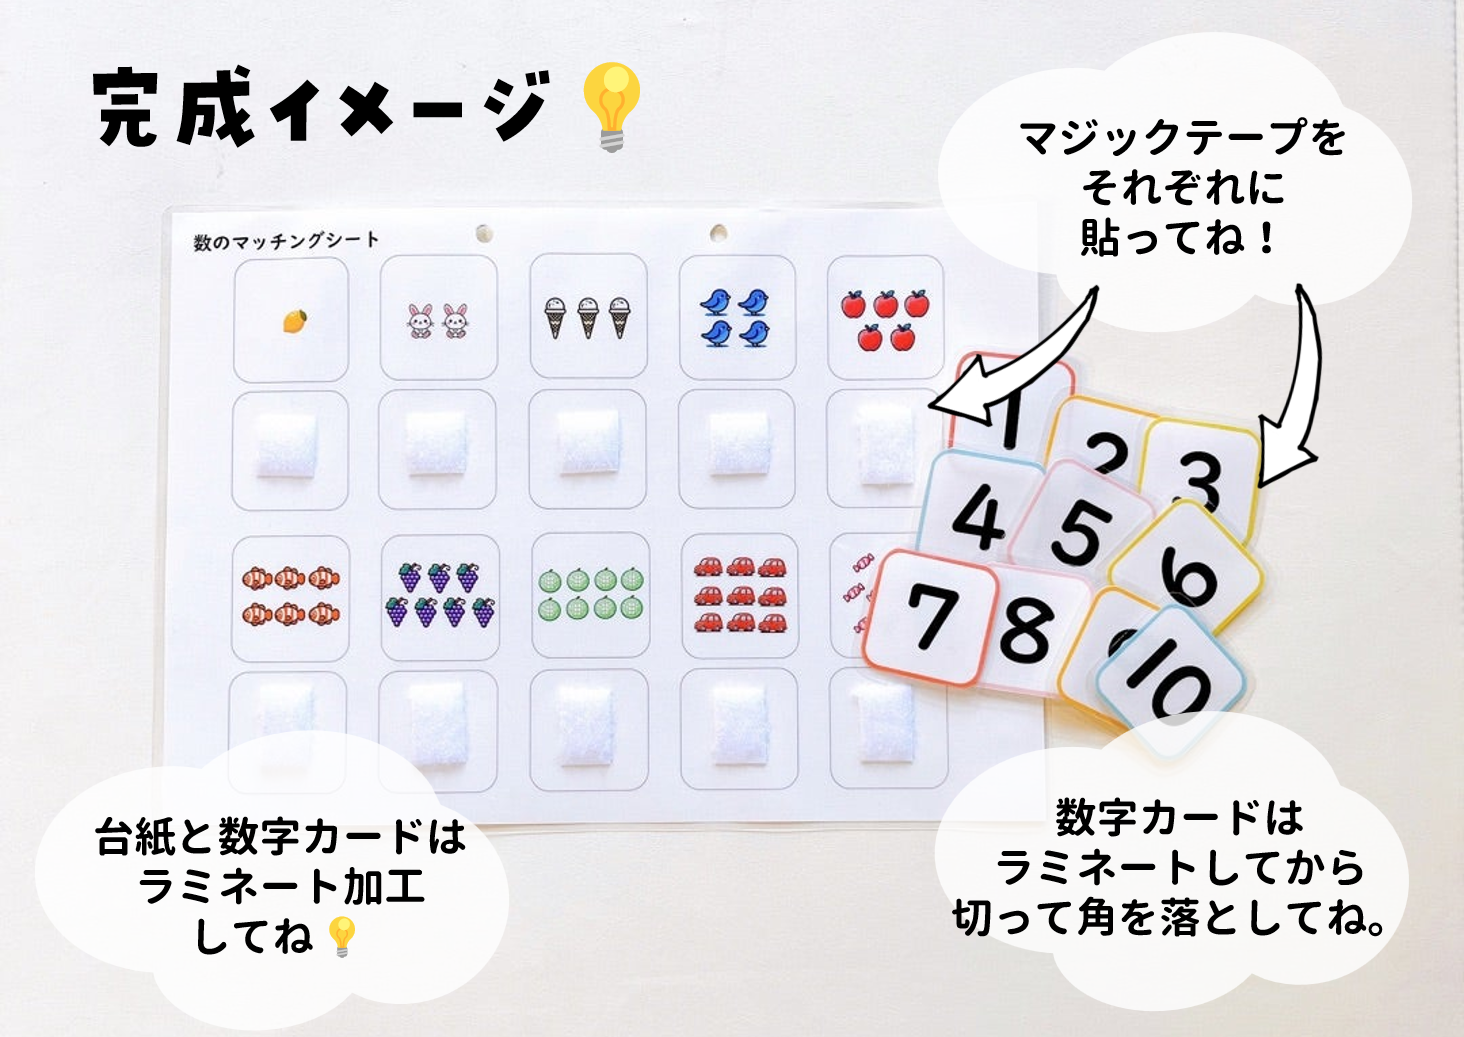 完成イメージ
マジックテープを
それぞれに
貼ってね！
数のマッチングシート
1
2
3
4
5
6
7
8
10
台紙と数字カードは
ラミネート加工
してね
数字カードは
ラミネートしてから
切って角を落としてね。